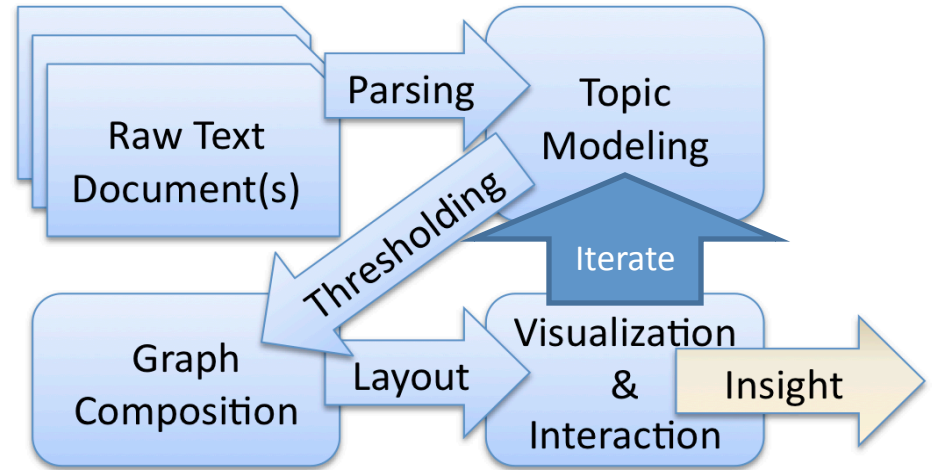 Raw Text
Document(s)
Parsing
Topic
Modeling
Thresholding
Graph
Composition
Layout
Visualization
&
Interaction
Iterate
Insight